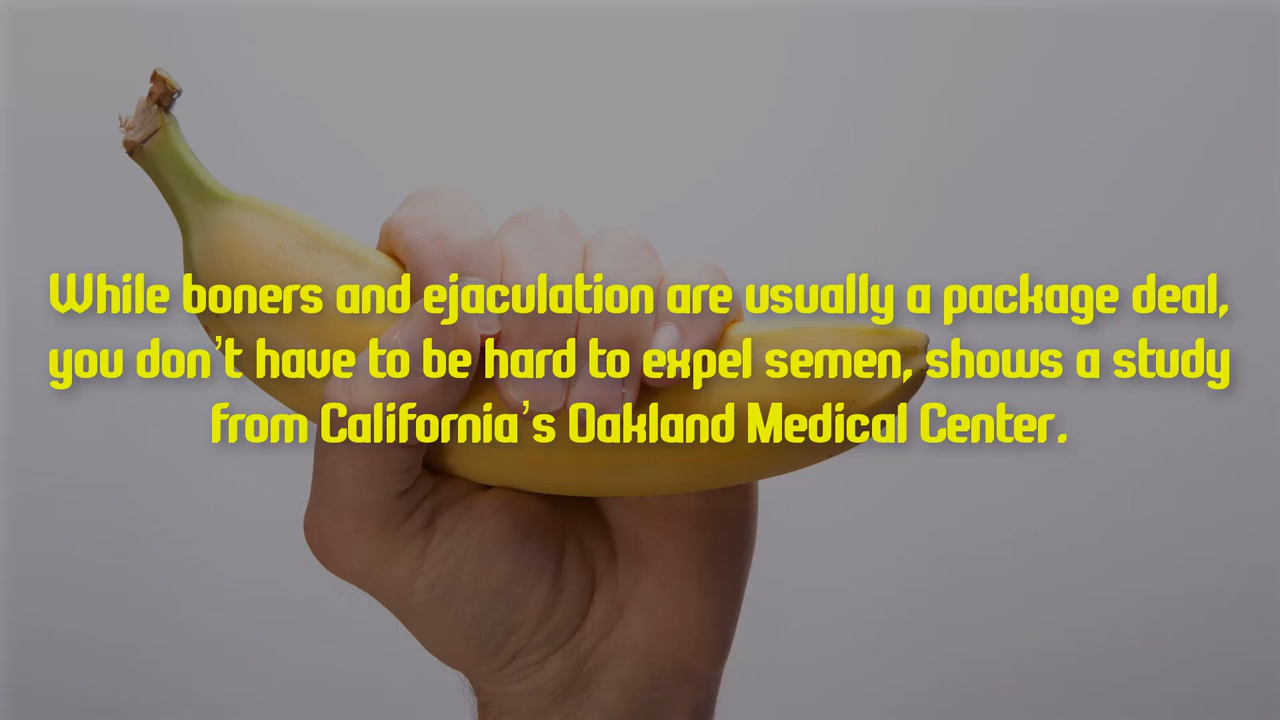 While boners and ejaculation are usually a package deal,
you don't have to be hard to expel semen, shows a study
from California's Oakland Medical Center.